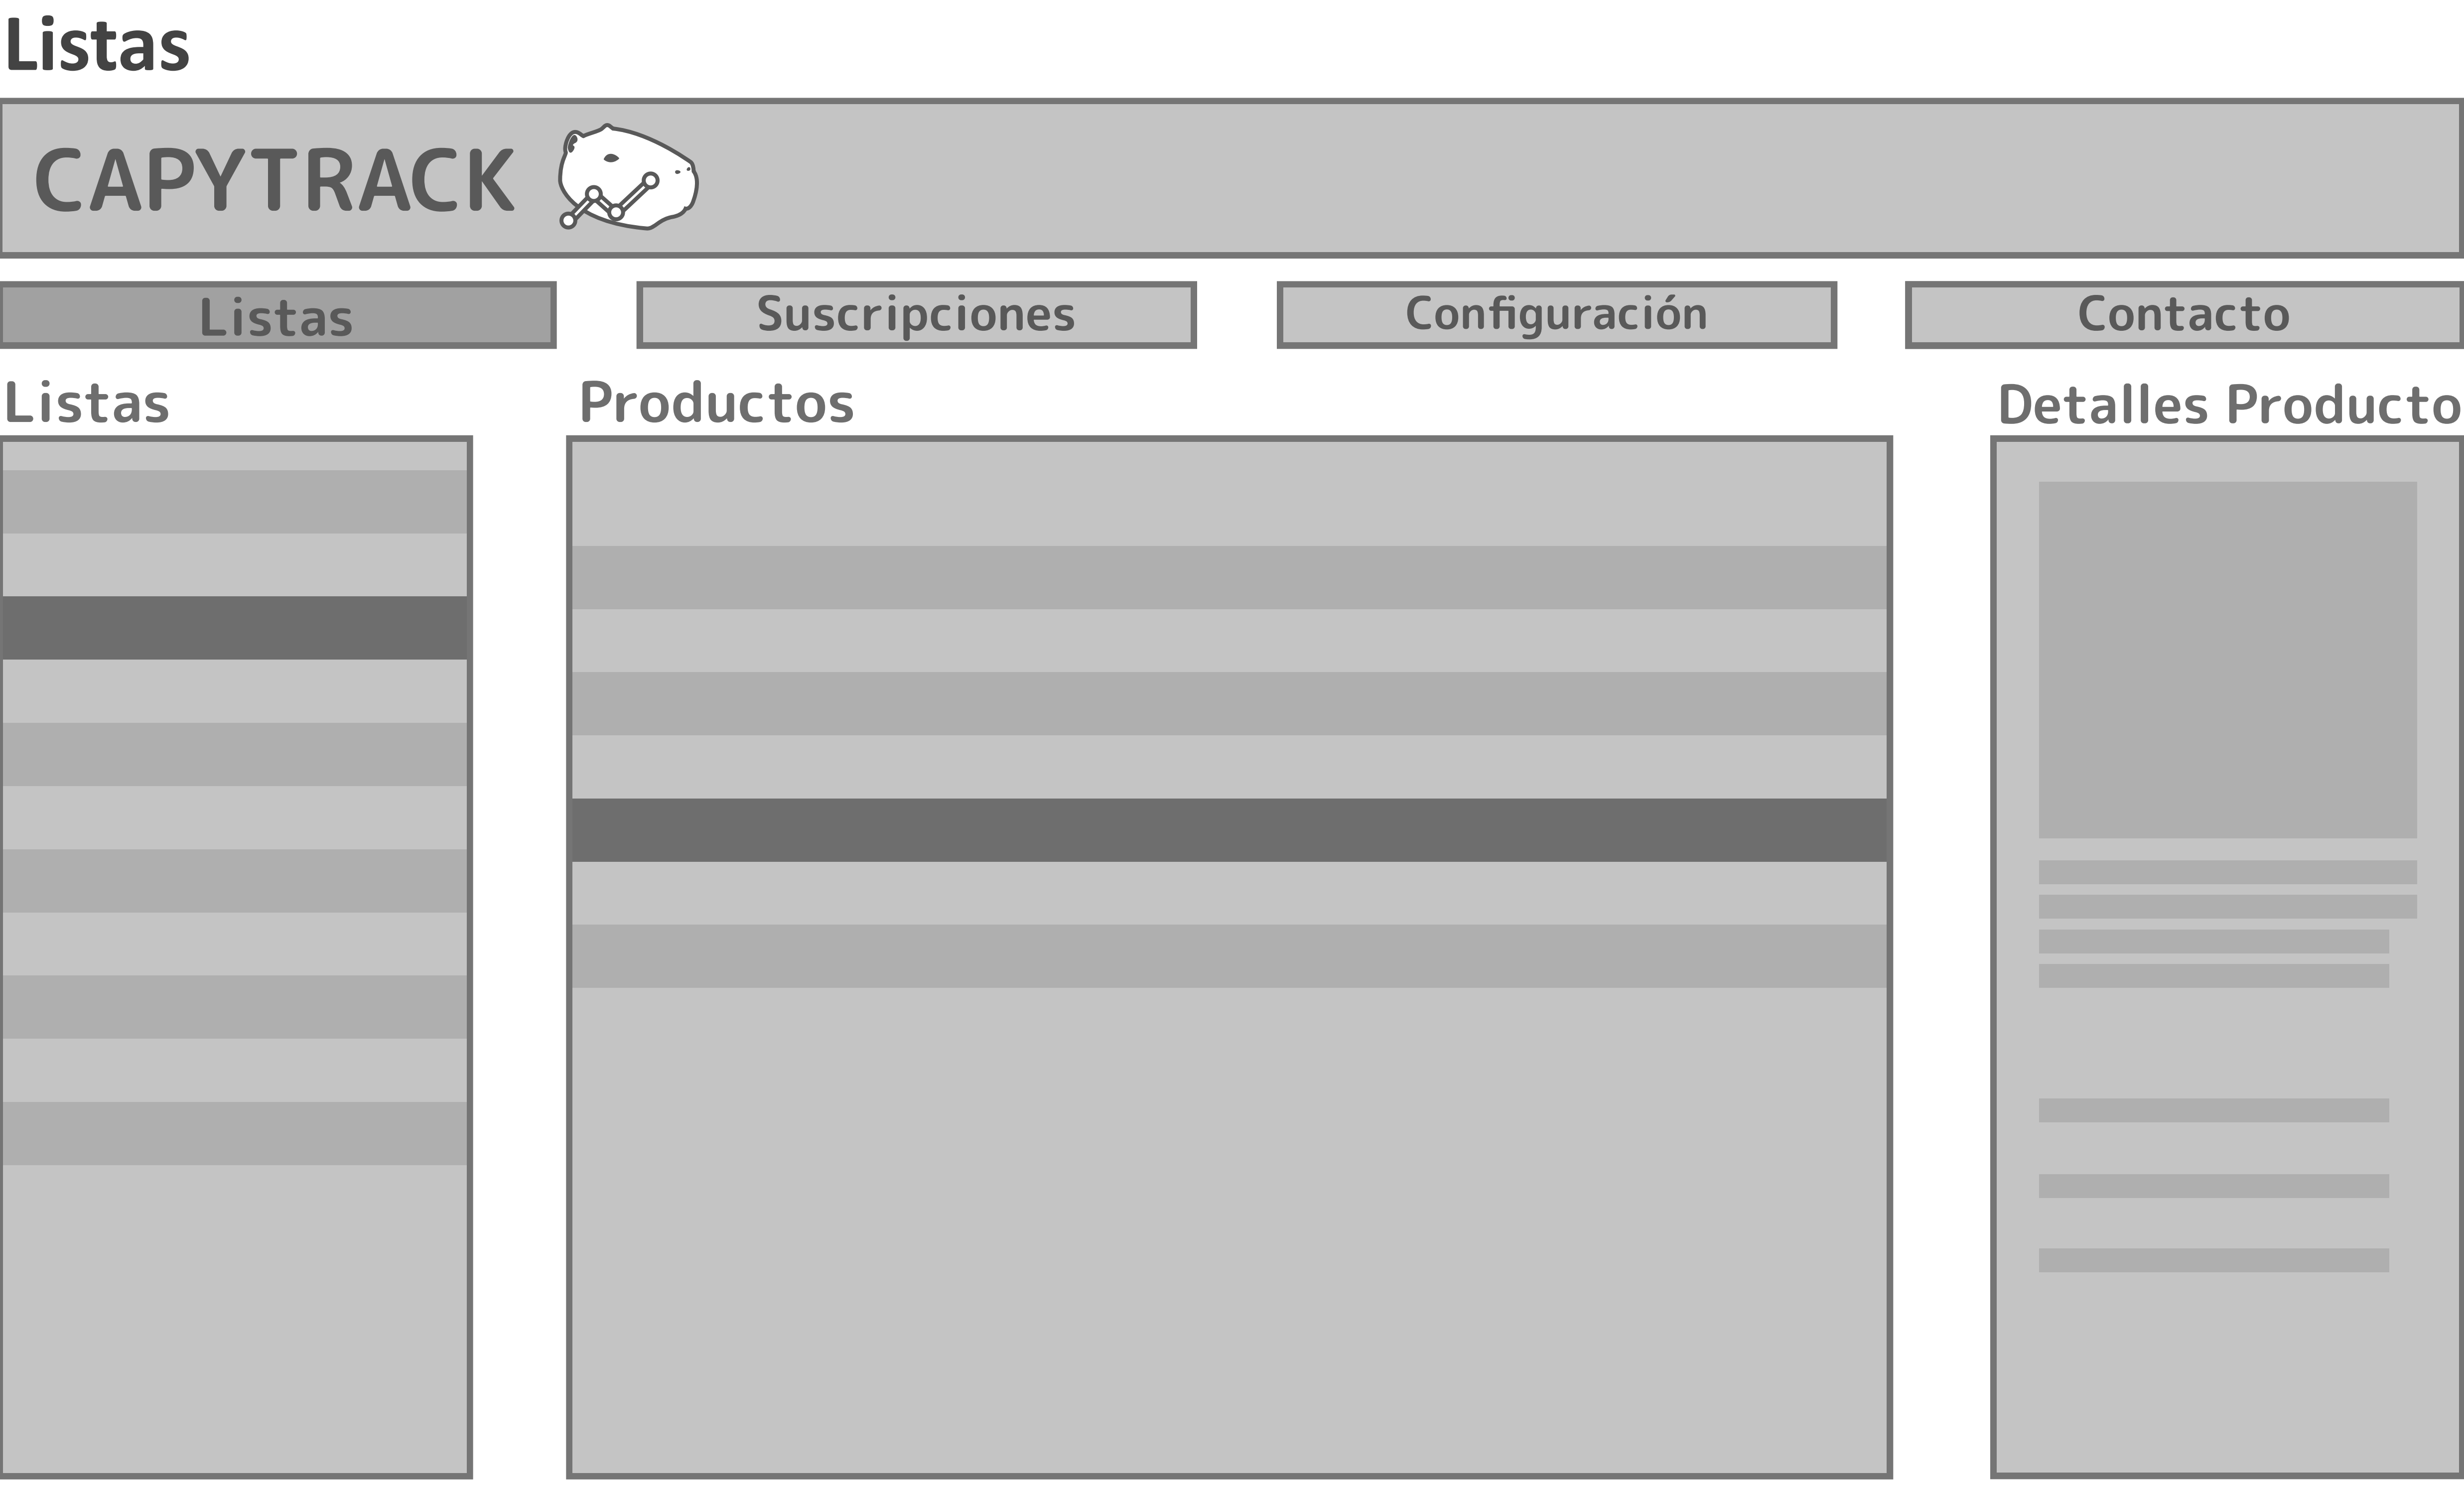 Listas
CAPYTRACK
Listas
Suscripciones
Configuración
Contacto
Listas
Productos
Detalles Producto